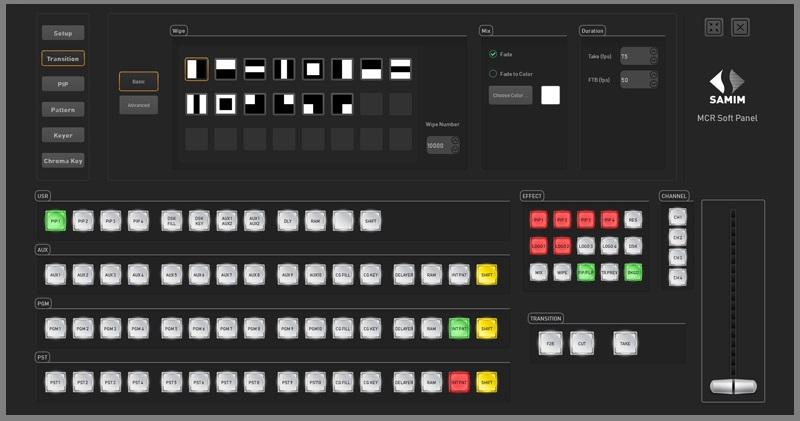 Setup
Transition
PIP
Pattern
Keyer
Chroma Key
Basic
Advanced
Wipe
Wipe Number
10000
Mix
Fade
Fade to Color
Choose Color ...
Duration
Take (fps)
75
FTB (fps)
50
SAMIM
MCR Soft Panel
USR
PIP 1 PIP 2 PIP 3 PIP 4 DSK FILL DSK KEY AUX1 AUX2 AUX1 AUX2 DLY RAM SHIFT
AUX
AUX 1 AUX 2 AUX 3 AUX 4 AUX 5 AUX 6 AUX 7 AUX 8 AUX 9 AUX10 CG FILL CG KEY DELAYER RAM INT PAT SHIFT
PGM
PGM 1 PGM 2 PGM 3 PGM 4 PGM 5 PGM 6 PGM 7 PGM 8 PGM 9 PGM10 CG FILL CG KEY DELAYER RAM INT PAT SHIFT
PST
PST 1 PST 2 PST 3 PST 4 PST 5 PST 6 PST 7 PST 8 PST 9 PST10 CG FILL CG KEY DELAYER RAM INT PAT SHIFT
EFFECT
PIP 1 PIP 2 PIP 3 PIP 4 RES
LOGO 1 LOGO 2 LOGO 3 LOGO 4 DSK
MIX WIPE PGM/CLP TR.PREV BKGD
CHANNEL
CH 1
CH 2
CH 3
CH 4
TRANSITION
F2B CUT TAKE